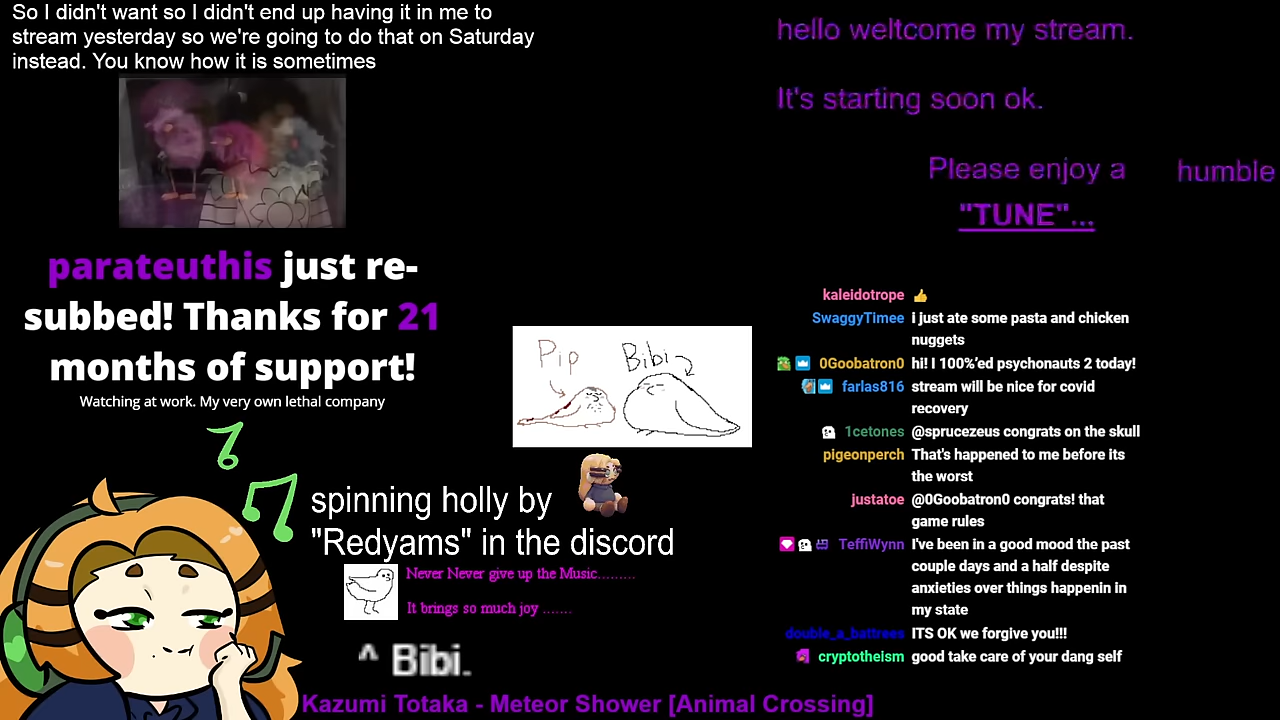 So I didn't want so I didn't end up having it in me to
stream yesterday so we're going to do that on Saturday
instead. You know how it is sometimes
hello weltcome my stream.
It's starting soon ok.
Please enjoy a humble
"TUNE"...
parateuthis just re-
subbed! Thanks for 21
months of support!
Watching at work. My very own lethal company
Pip
Bibi
spinning holly by
"Redyams" in the discord
Never Never give up the Music.........
It brings so much joy .......
^ Bibi.
Kazumi Totaka - Meteor Shower [Animal Crossing]
kaleidotrope 👍
SwaggyTimee i just ate some pasta and chicken
nuggets
0Goobatron0 hi! I 100%'ed psychonauts 2 today!
farlas816 stream will be nice for covid
recovery
1cetones @sprucezeus congrats on the skull
pigeonperch That's happened to me before its
the worst
justatoe @0Goobatron0 congrats! that
game rules
TeffiWynn I've been in a good mood the past
couple days and a half despite
anxieties over things happenin in
my state
double_a_battrees ITS OK we forgive you!!!
cryptotheism good take care of your dang self